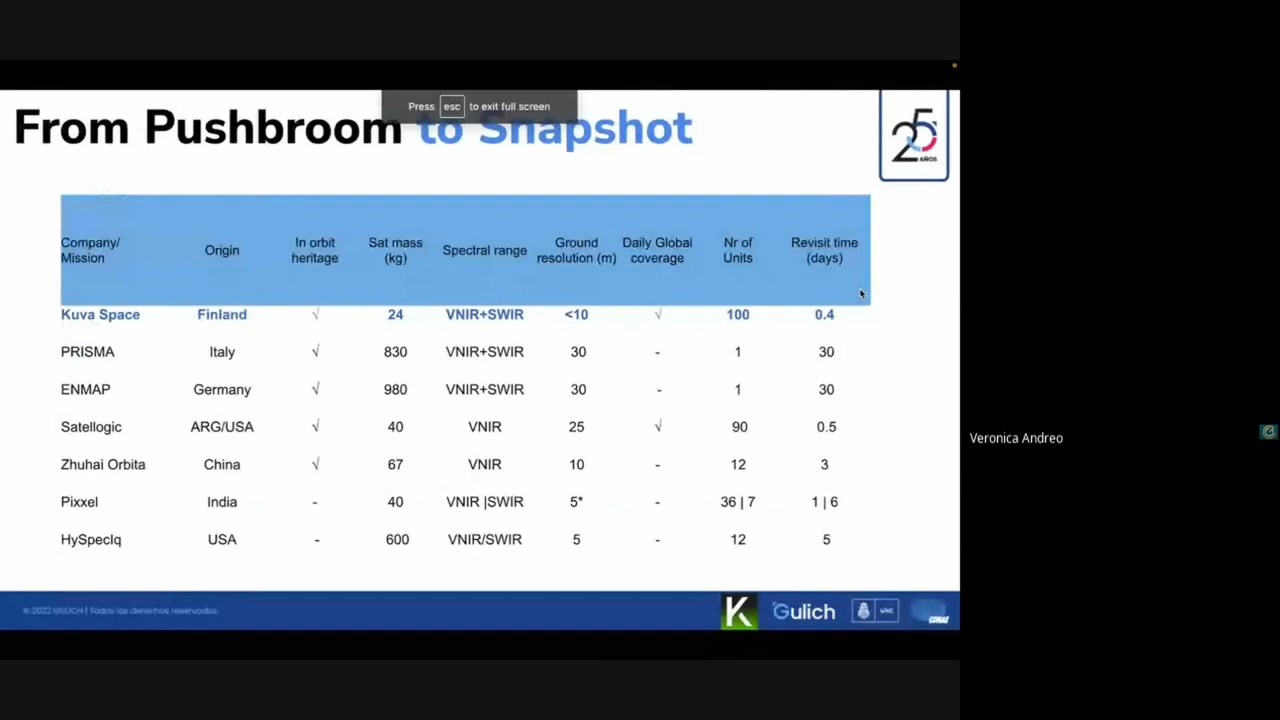 Press esc to exit full screen
From Pushbroom to Snapshot
25
AÑOS
Company/ Mission Origin In orbit heritage Sat mass (kg) Spectral range Ground resolution (m) Daily Global coverage Nr of Units Revisit time (days)
Kuva Space Finland √ 24 VNIR+SWIR <10 √ 100 0.4
PRISMA Italy √ 830 VNIR+SWIR 30 - 1 30
ENMAP Germany √ 980 VNIR+SWIR 30 - 1 30
Satellogic ARG/USA √ 40 VNIR 25 √ 90 0.5
Zhuhai Orbita China √ 67 VNIR 10 - 12 3
Pixxel India - 40 VNIR |SWIR 5* - 36 | 7 1 | 6
HySpecIq USA - 600 VNIR/SWIR 5 - 12 5
Veronica Andreo
© 2022 GULICH | Todos los derechos reservados.
K Gulich UNC CONAE